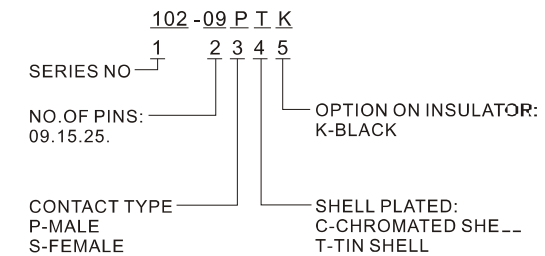 102-09 P T K
1 2 3 4 5
SERIES NO
NO.OF PINS:
09.15.25.
OPTION ON INSULATOR:
K-BLACK
CONTACT TYPE
P-MALE
S-FEMALE
SHELL PLATED:
C-CHROMATED
T-TIN SHELL